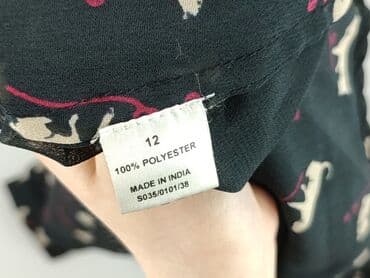 12
100% POLYESTER
MADE IN INDIA
S035/0101/38